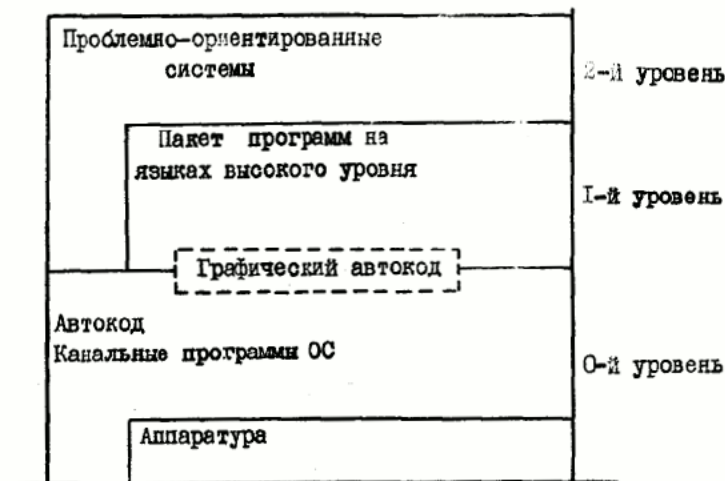 Проблемно-ориентированные
системы
2-й уровень
Пакет программ на
языках высокого уровня
I-й уровень
Графический автокод
Автокод
Канальные программы ОС
0-й уровень
Аппаратура